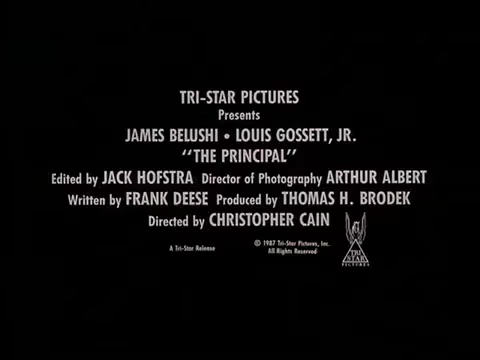 TRI-STAR PICTURES
Presents
JAMES BELUSHI • LOUIS GOSSETT, JR.
"THE PRINCIPAL"
Edited by JACK HOFSTRA Director of Photography ARTHUR ALBERT
Written by FRANK DEESE Produced by THOMAS H. BRODEK
Directed by CHRISTOPHER CAIN
A Tri-Star Release
© 1987 Tri-Star Pictures, Inc.
All Rights Reserved
TRI
STAR
PICTURES